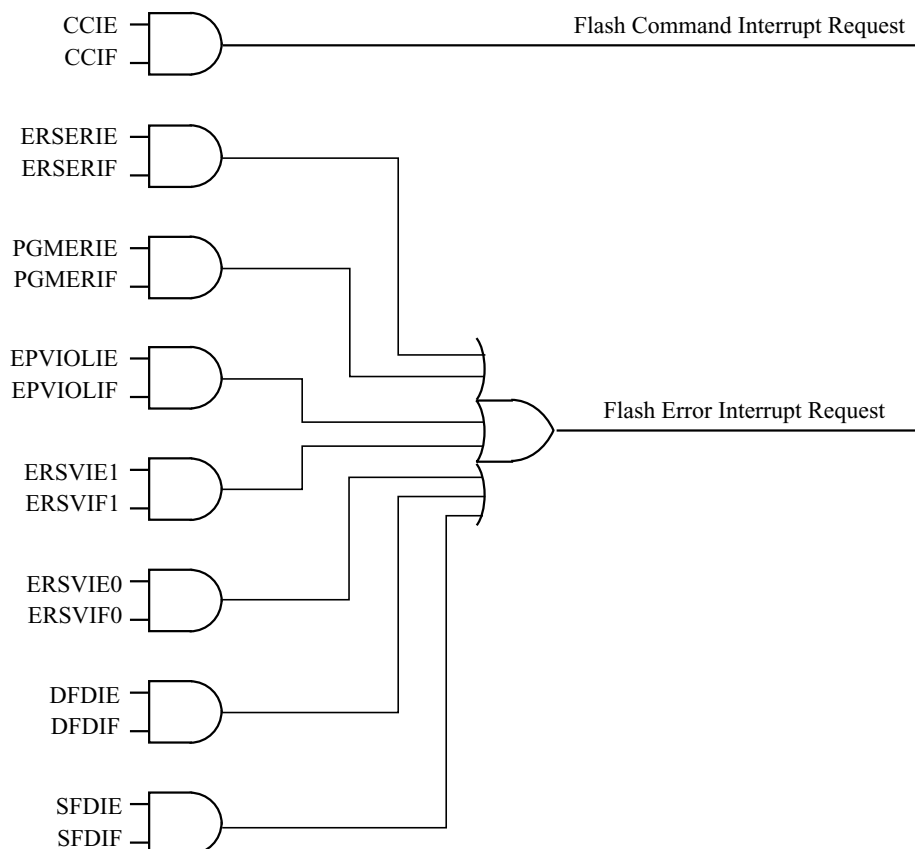 CCIE
Flash Command Interrupt Request
CCIF
ERSERIE
ERSERIF
PGMERIE
PGMERIF
EPVIOLIE
EPVIOLIF
Flash Error Interrupt Request
ERSVIE1
ERSVIF1
ERSVIE0
ERSVIF0
DFDIE
DFDIF
SFDIE
SFDIF